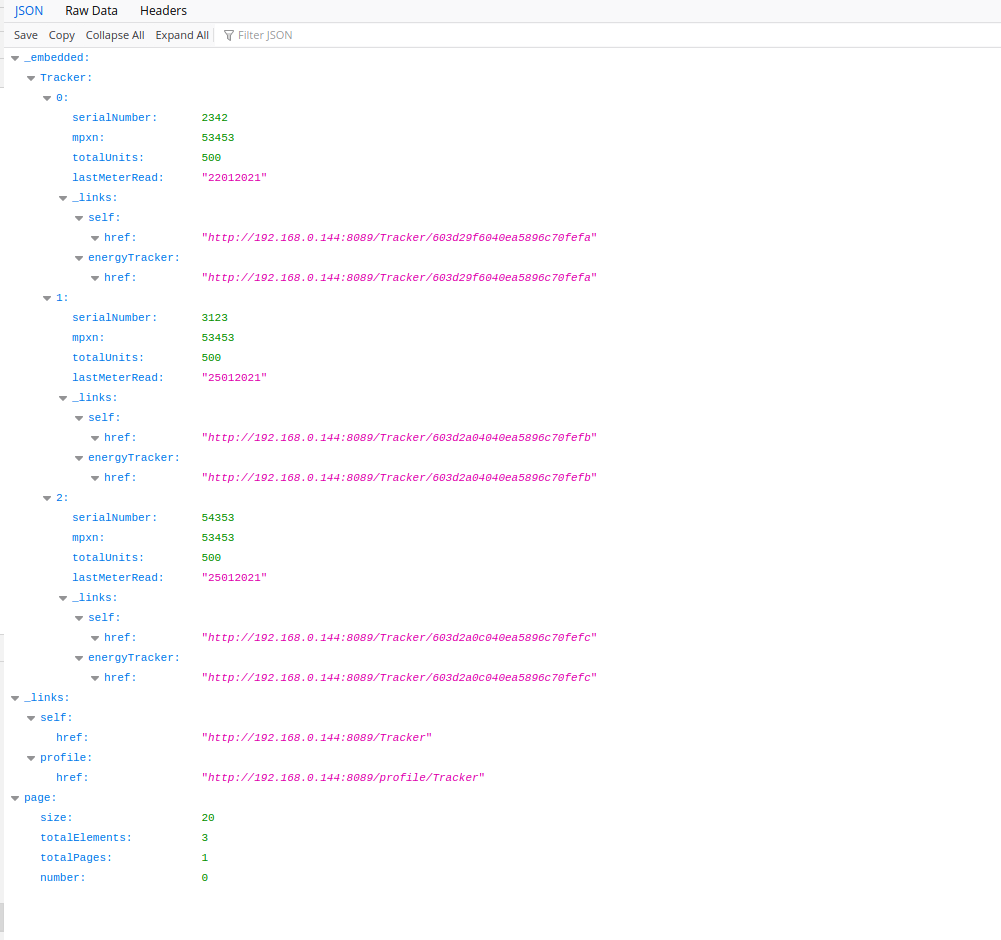 JSON Raw Data Headers
Save Copy Collapse All Expand All Filter JSON
_embedded:
Tracker:
0:
serialNumber: 2342
mpxn: 53453
totalUnits: 500
lastMeterRead: "22012021"
_links:
self:
href: "http://192.168.0.144:8089/Tracker/603d29f6040ea5896c70fefa"
energyTracker:
href: "http://192.168.0.144:8089/Tracker/603d29f6040ea5896c70fefa"
1:
serialNumber: 3123
mpxn: 53453
totalUnits: 500
lastMeterRead: "25012021"
_links:
self:
href: "http://192.168.0.144:8089/Tracker/603d2a04040ea5896c70fefb"
energyTracker:
href: "http://192.168.0.144:8089/Tracker/603d2a04040ea5896c70fefb"
2:
serialNumber: 54353
mpxn: 53453
totalUnits: 500
lastMeterRead: "25012021"
_links:
self:
href: "http://192.168.0.144:8089/Tracker/603d2a0c040ea5896c70fefc"
energyTracker:
href: "http://192.168.0.144:8089/Tracker/603d2a0c040ea5896c70fefc"
_links:
self:
href: "http://192.168.0.144:8089/Tracker"
profile:
href: "http://192.168.0.144:8089/profile/Tracker"
page:
size: 20
totalElements: 3
totalPages: 1
number: 0